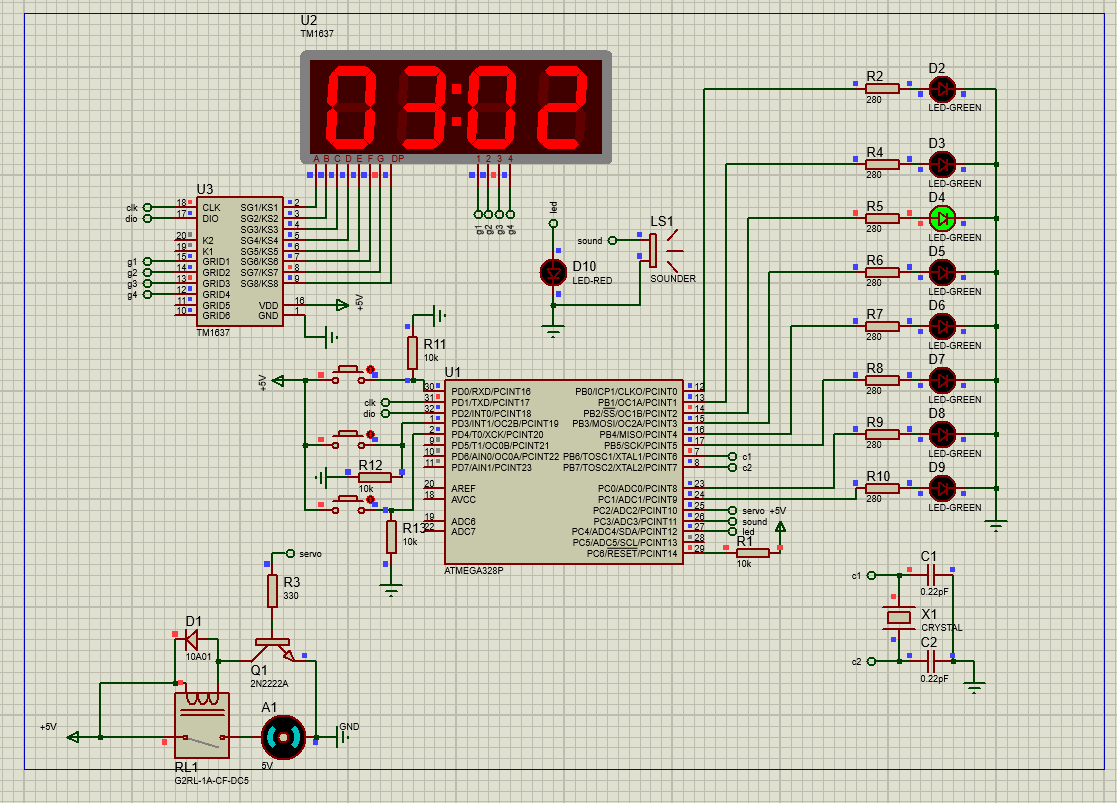 U2
TM1637
03:02
A B C D E F G DP
1 2 3 4
g1
g2
g3
g4
U3
clk 18 CLK SG1/KS1 2
dio 17 DIO SG2/KS2 3
SG3/KS3 4
20 K2 SG4/KS4 5
19 K1 SG5/KS5 6
g1 15 GRID1 SG6/KS6 7
g2 14 GRID2 SG7/KS7 8
g3 13 GRID3 SG8/KS8 9
g4 12 GRID4
11 GRID5 VDD 16
10 GRID6 GND 1
+5V
TM1637
led
D10
LED-RED
sound
LS1
SOUNDER
R2
280
D2
LED-GREEN
R4
280
D3
LED-GREEN
R5
280
D4
LED-GREEN
R6
280
D5
LED-GREEN
R7
280
D6
LED-GREEN
R8
280
D7
LED-GREEN
R9
280
D8
LED-GREEN
R10
280
D9
LED-GREEN
R11
10k
+5V
R12
10k
R13
10k
U1
30 PD0/RXD/PCINT16 PB0/ICP1/CLKO/PCINT0 12
clk 31 PD1/TXD/PCINT17 PB1/OC1A/PCINT1 13
dio 32 PD2/INT0/PCINT18 PB2/SS/OC1B/PCINT2 14
1 PD3/INT1/OC2B/PCINT19 PB3/MOSI/OC2A/PCINT3 15
2 PD4/T0/XCK/PCINT20 PB4/MISO/PCINT4 16
9 PD5/T1/OC0B/PCINT21 PB5/SCK/PCINT5 17
10 PD6/AIN0/OC0A/PCINT22 PB6/TOSC1/XTAL1/PCINT6 7 c1
11 PD7/AIN1/PCINT23 PB7/TOSC2/XTAL2/PCINT7 8 c2
20 AREF PC0/ADC0/PCINT8 23
18 AVCC PC1/ADC1/PCINT9 24
PC2/ADC2/PCINT10 25 servo
19 ADC6 PC3/ADC3/PCINT11 26 sound
22 ADC7 PC4/ADC4/SDA/PCINT12 27 led
PC5/ADC5/SCL/PCINT13 28
PC6/RESET/PCINT14 29
ATMEGA328P
+5V
R1
10k
servo
R3
330
D1
10A01
Q1
2N2222A
+5V
RL1
G2RL-1A-CF-DC5
A1
5V
GND
c1
C1
0.22pF
X1
CRYSTAL
c2
C2
0.22pF